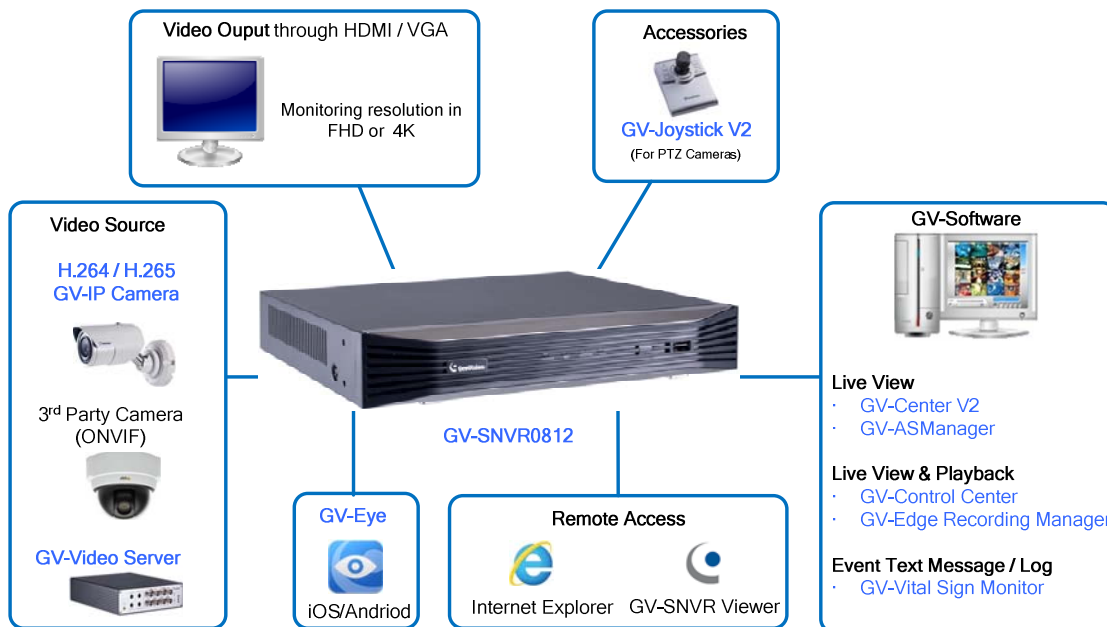 Video Ouput through HDMI / VGA
Monitoring resolution in
FHD or 4K
Accessories
GV-Joystick V2
(For PTZ Cameras)
Video Source
H.264 / H.265
GV-IP Camera
3rd Party Camera
(ONVIF)
GV-Video Server
GeoVision
GV-SNVR0812
GV-Eye
iOS/Andriod
Remote Access
Internet Explorer
GV-SNVR Viewer
GV-Software
Live View
· GV-Center V2
· GV-ASManager
Live View & Playback
· GV-Control Center
· GV-Edge Recording Manager
Event Text Message / Log
· GV-Vital Sign Monitor